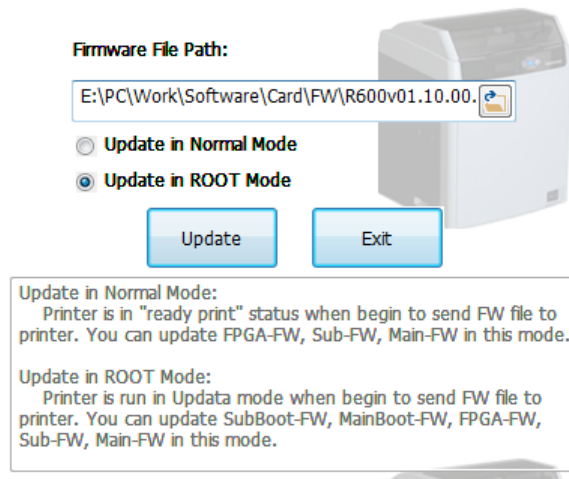 Firmware File Path:
E:\PC\Work\Software\Card\FW\R600v01.10.00.
Update in Normal Mode
Update in ROOT Mode
Update Exit
Update in Normal Mode:
Printer is in "ready print" status when begin to send FW file to
printer. You can update FPGA-FW, Sub-FW, Main-FW in this mode.
Update in ROOT Mode:
Printer is run in Updata mode when begin to send FW file to
printer. You can update SubBoot-FW, MainBoot-FW, FPGA-FW,
Sub-FW, Main-FW in this mode.